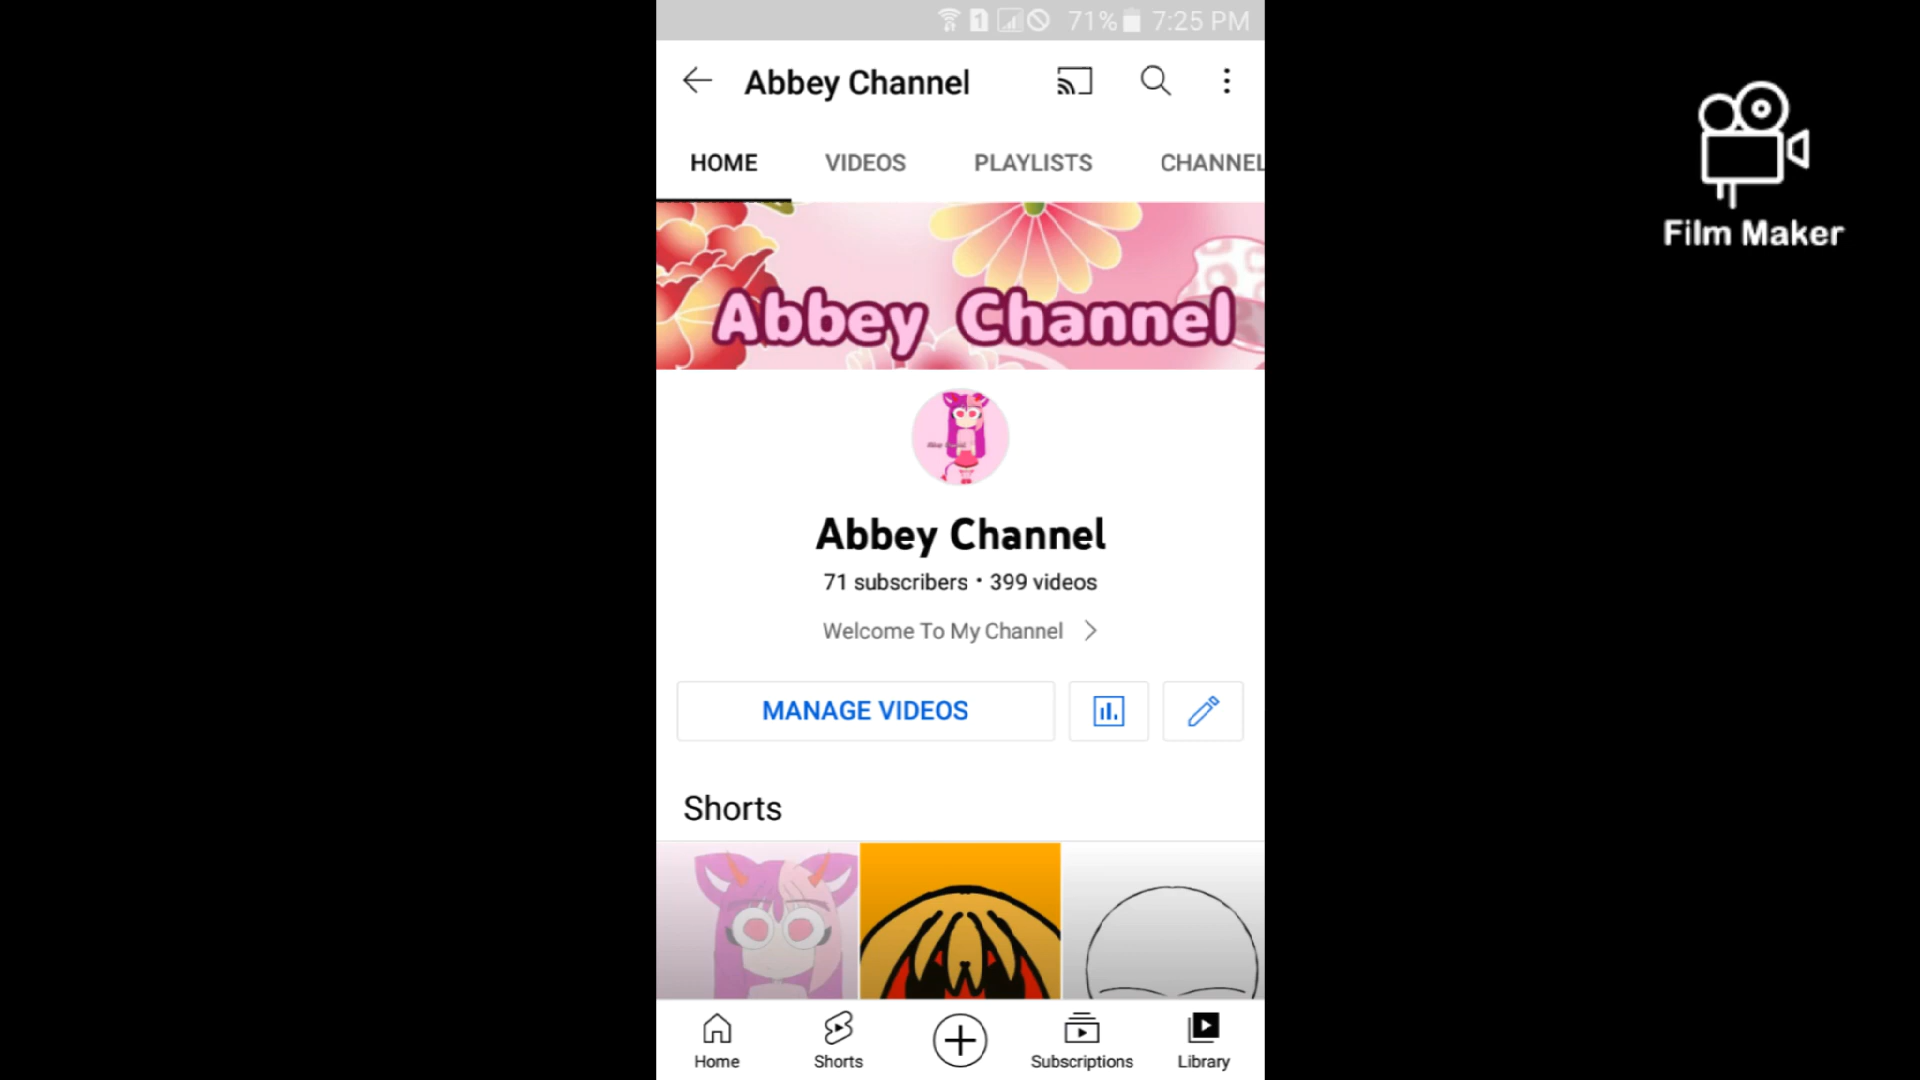 1 71% 7:25 PM
Abbey Channel
HOME VIDEOS PLAYLISTS CHANNEL
Film Maker
Abbey Channel
Abbey Channel
71 subscribers • 399 videos
Welcome To My Channel
MANAGE VIDEOS
Shorts
Home Shorts Subscriptions Library